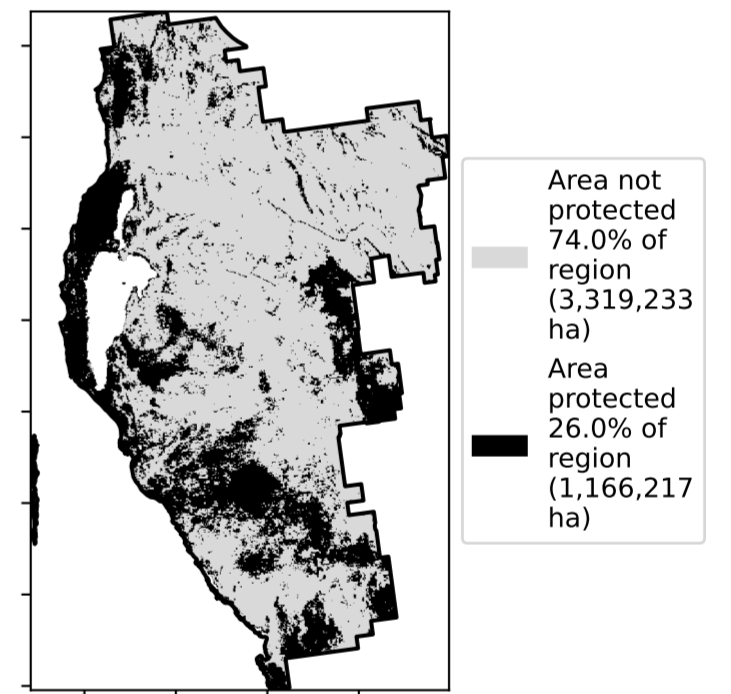 Area not
protected
74.0% of
region
(3,319,233
ha)
Area
protected
26.0% of
region
(1,166,217
ha)